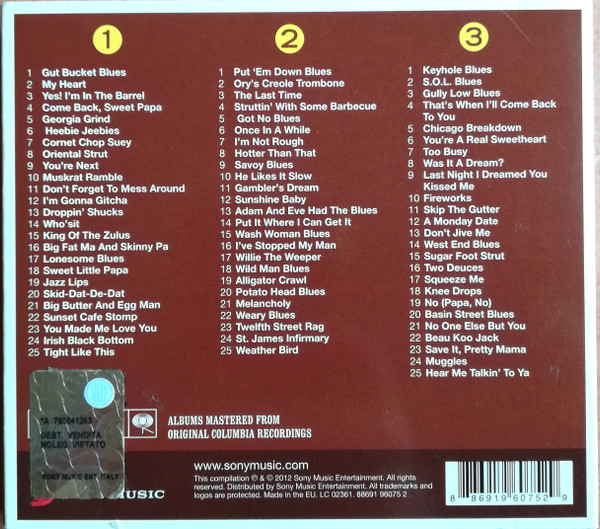 1
1 Gut Bucket Blues
2 My Heart
3 Yes! I'm In The Barrel
4 Come Back, Sweet Papa
5 Georgia Grind
6 Heebie Jeebies
7 Cornet Chop Suey
8 Oriental Strut
9 You're Next
10 Muskrat Ramble
11 Don't Forget To Mess Around
12 I'm Gonna Gitcha
13 Droppin' Shucks
14 Who'sit
15 King Of The Zulus
16 Big Fat Ma And Skinny Pa
17 Lonesome Blues
18 Sweet Little Papa
19 Jazz Lips
20 Skid-Dat-De-Dat
21 Big Butter And Egg Man
22 Sunset Cafe Stomp
23 You Made Me Love You
24 Irish Black Bottom
25 Tight Like This
2
1 Put 'Em Down Blues
2 Ory's Creole Trombone
3 The Last Time
4 Struttin' With Some Barbecue
5 Got No Blues
6 Once In A While
7 I'm Not Rough
8 Hotter Than That
9 Savoy Blues
10 He Likes It Slow
11 Gambler's Dream
12 Sunshine Baby
13 Adam And Eve Had The Blues
14 Put It Where I Can Get It
15 Wash Woman Blues
16 I've Stopped My Man
17 Willie The Weeper
18 Wild Man Blues
19 Alligator Crawl
20 Potato Head Blues
21 Melancholy
22 Weary Blues
23 Twelfth Street Rag
24 St. James Infirmary
25 Weather Bird
3
1 Keyhole Blues
2 S.O.L. Blues
3 Gully Low Blues
4 That's When I'll Come Back
To You
5 Chicago Breakdown
6 You're A Real Sweetheart
7 Too Busy
8 Was It A Dream?
9 Last Night I Dreamed You
Kissed Me
10 Fireworks
11 Skip The Gutter
12 A Monday Date
13 Don't Jive Me
14 West End Blues
15 Sugar Foot Strut
16 Two Deuces
17 Squeeze Me
18 Knee Drops
19 No (Papa, No)
20 Basin Street Blues
21 No One Else But You
22 Beau Koo Jack
23 Save It, Pretty Mama
24 Muggles
25 Hear Me Talkin' To Ya
DEST. VENDITA
NOLEG. VIETATO
SONY MUSIC ENT. ITALY
ALBUMS MASTERED FROM
ORIGINAL COLUMBIA RECORDINGS
MUSIC
www.sonymusic.com
This compilation ℗ & © 2012 Sony Music Entertainment. All rights
reserved. Distributed by Sony Music Entertainment. All trademarks and
logos are protected. Made in the EU. LC 02361. 88691 98075 2
8 86919 60752 9